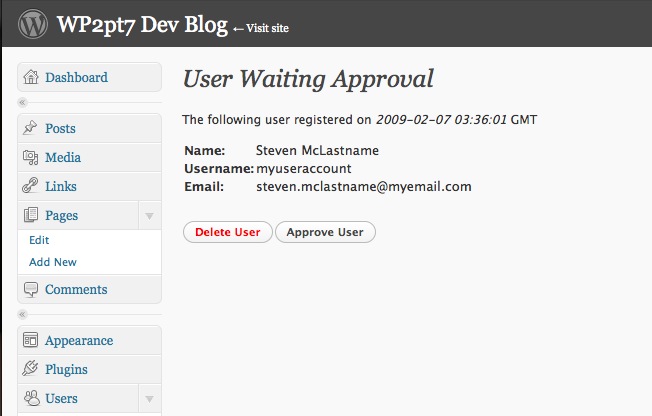 WP2pt7 Dev Blog ←Visit site
Dashboard
Posts
Media
Links
Pages
Edit
Add New
Comments
Appearance
Plugins
Users
User Waiting Approval
The following user registered on 2009-02-07 03:36:01 GMT
Name: Steven McLastname
Username: myuseraccount
Email: steven.mclastname@myemail.com
Delete User Approve User